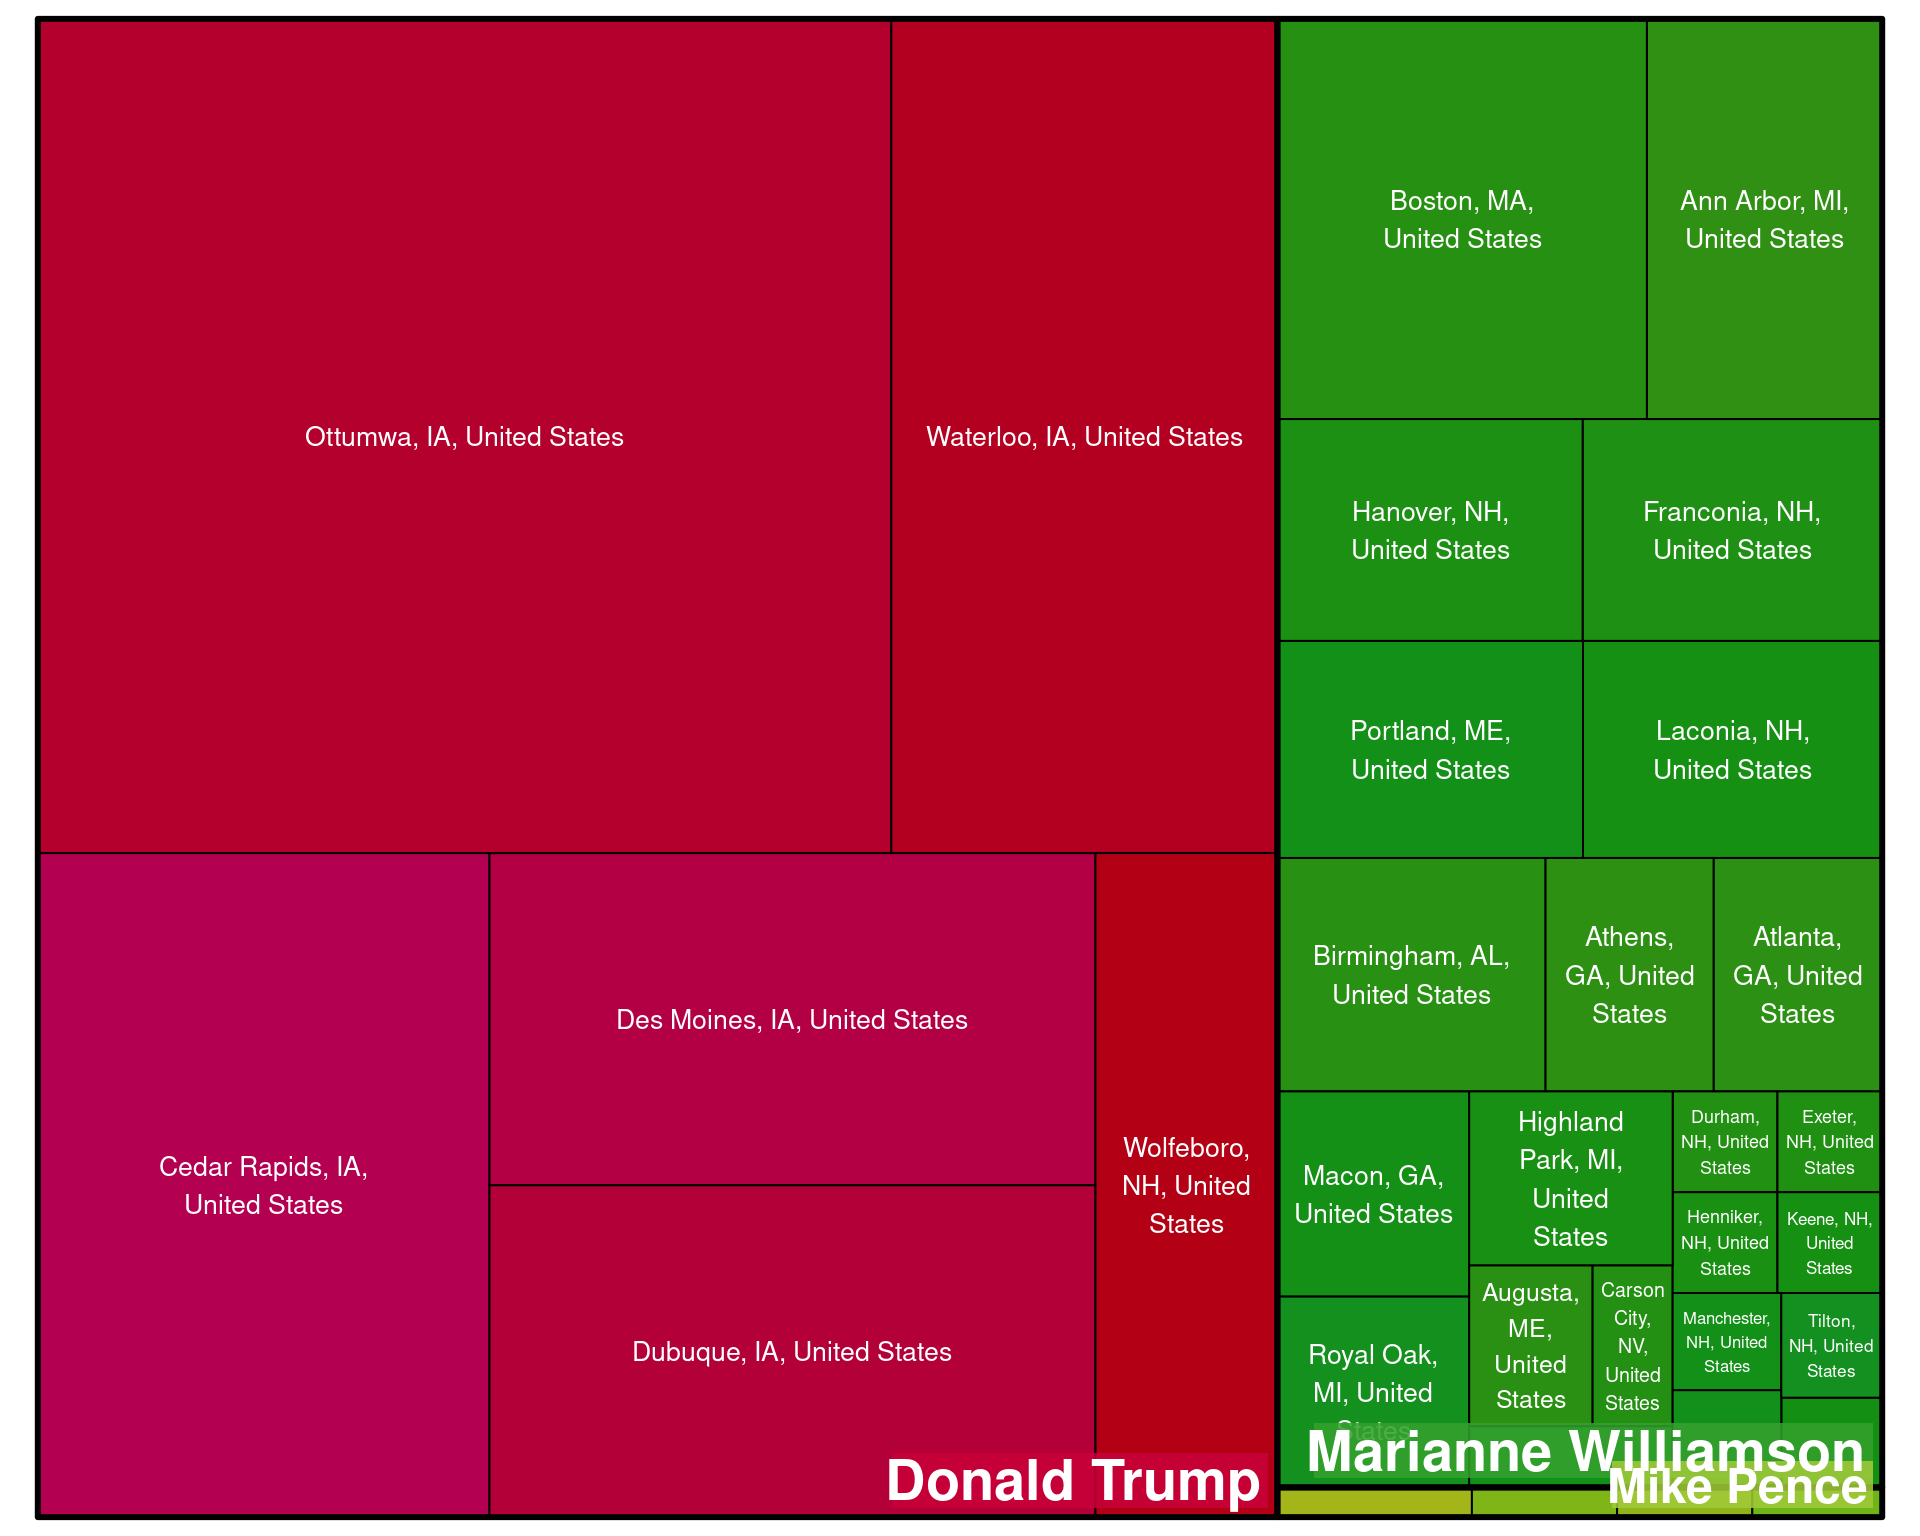 Ottumwa, IA, United States
Waterloo, IA, United States
Cedar Rapids, IA,
United States
Des Moines, IA, United States
Dubuque, IA, United States
Wolfeboro,
NH, United
States
Donald Trump
Boston, MA,
United States
Ann Arbor, MI,
United States
Hanover, NH,
United States
Franconia, NH,
United States
Portland, ME,
United States
Laconia, NH,
United States
Birmingham, AL,
United States
Athens,
GA, United
States
Atlanta,
GA, United
States
Macon, GA,
United States
Highland
Park, MI,
United
States
Durham,
NH, United
States
Exeter,
NH, United
States
Henniker,
NH, United
States
Keene, NH,
United
States
Royal Oak,
MI, United
States
Augusta,
ME,
United
States
Carson
City,
NV,
United
States
Manchester,
NH, United
States
Tilton,
NH, United
States
Marianne Williamson
Mike Pence